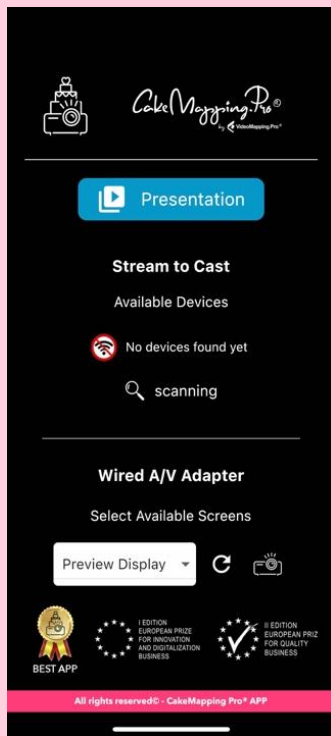 CakeMapping.Pro®
by VideoMapping.Pro®
Presentation
Stream to Cast
Available Devices
No devices found yet
scanning
Wired A/V Adapter
Select Available Screens
Preview Display
BEST APP
I EDITION
EUROPEAN PRIZE
FOR INNOVATION
AND DIGITALIZATION
BUSINESS
II EDITION
EUROPEAN PRIZ
FOR QUALITY
BUSINESS
All rights reserved© - CakeMapping Pro® APP